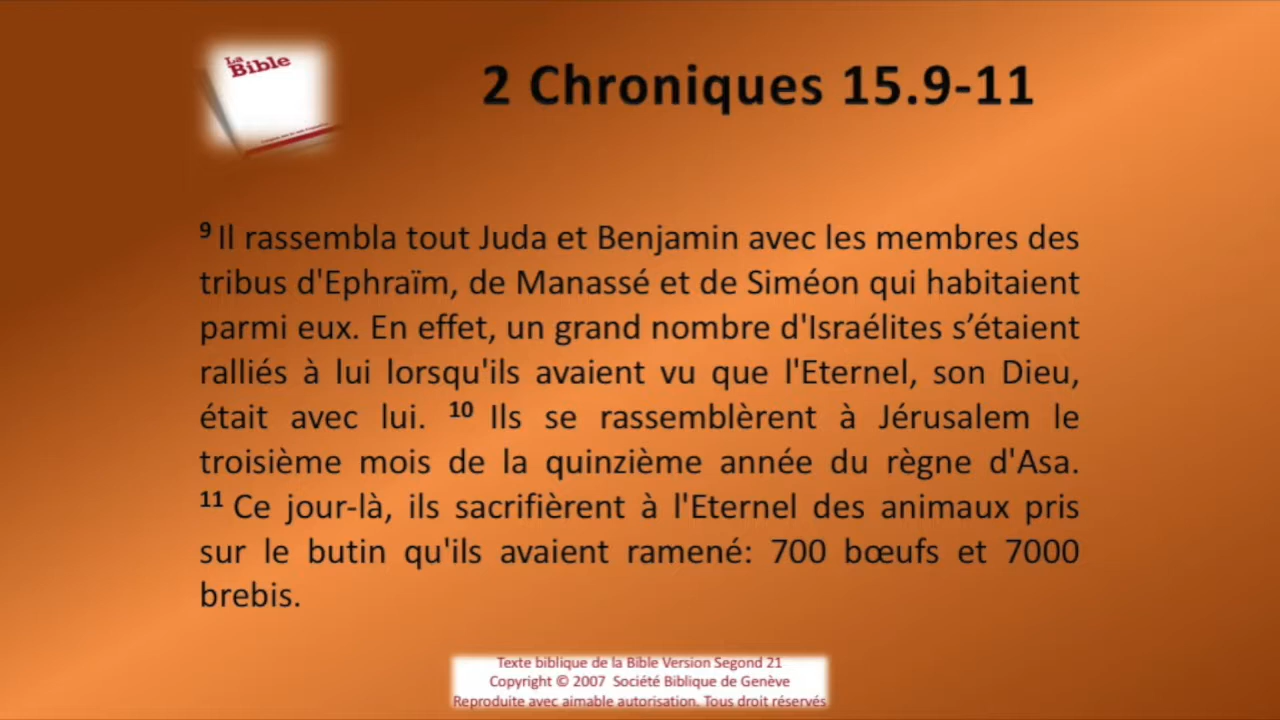 La
Bible
2 Chroniques 15.9-11
9 Il rassembla tout Juda et Benjamin avec les membres des
tribus d'Ephraïm, de Manassé et de Siméon qui habitaient
parmi eux. En effet, un grand nombre d'Israélites s’étaient
ralliés à lui lorsqu'ils avaient vu que l'Eternel, son Dieu,
était avec lui. 10 Ils se rassemblèrent à Jérusalem le
troisième mois de la quinzième année du règne d'Asa.
11 Ce jour-là, ils sacrifièrent à l'Eternel des animaux pris
sur le butin qu'ils avaient ramené: 700 bœufs et 7000
brebis.
Texte biblique de la Bible Version Segond 21
Copyright © 2007 Société Biblique de Genève
Reproduite avec aimable autorisation. Tous droit réservés